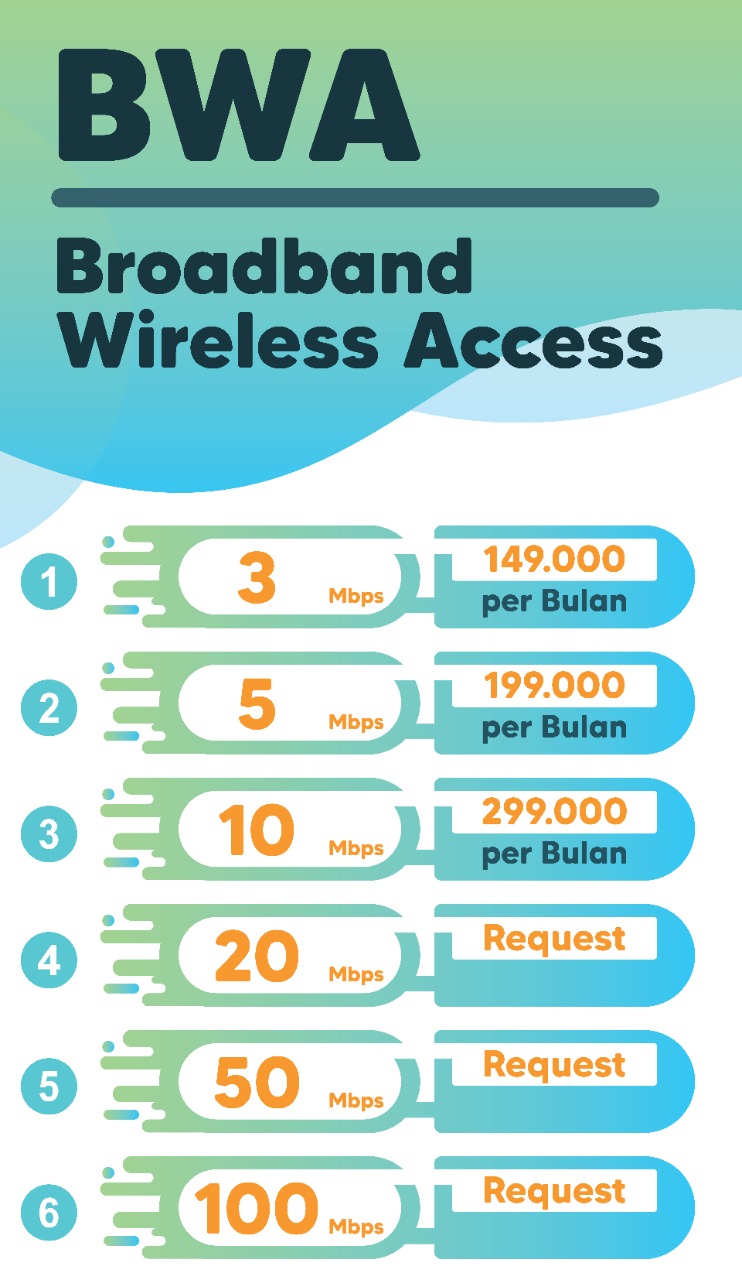 BWA
Broadband
Wireless Access
1 3 Mbps 149.000
per Bulan
2 5 Mbps 199.000
per Bulan
3 10 Mbps 299.000
per Bulan
4 20 Mbps Request
5 50 Mbps Request
6 100 Mbps Request